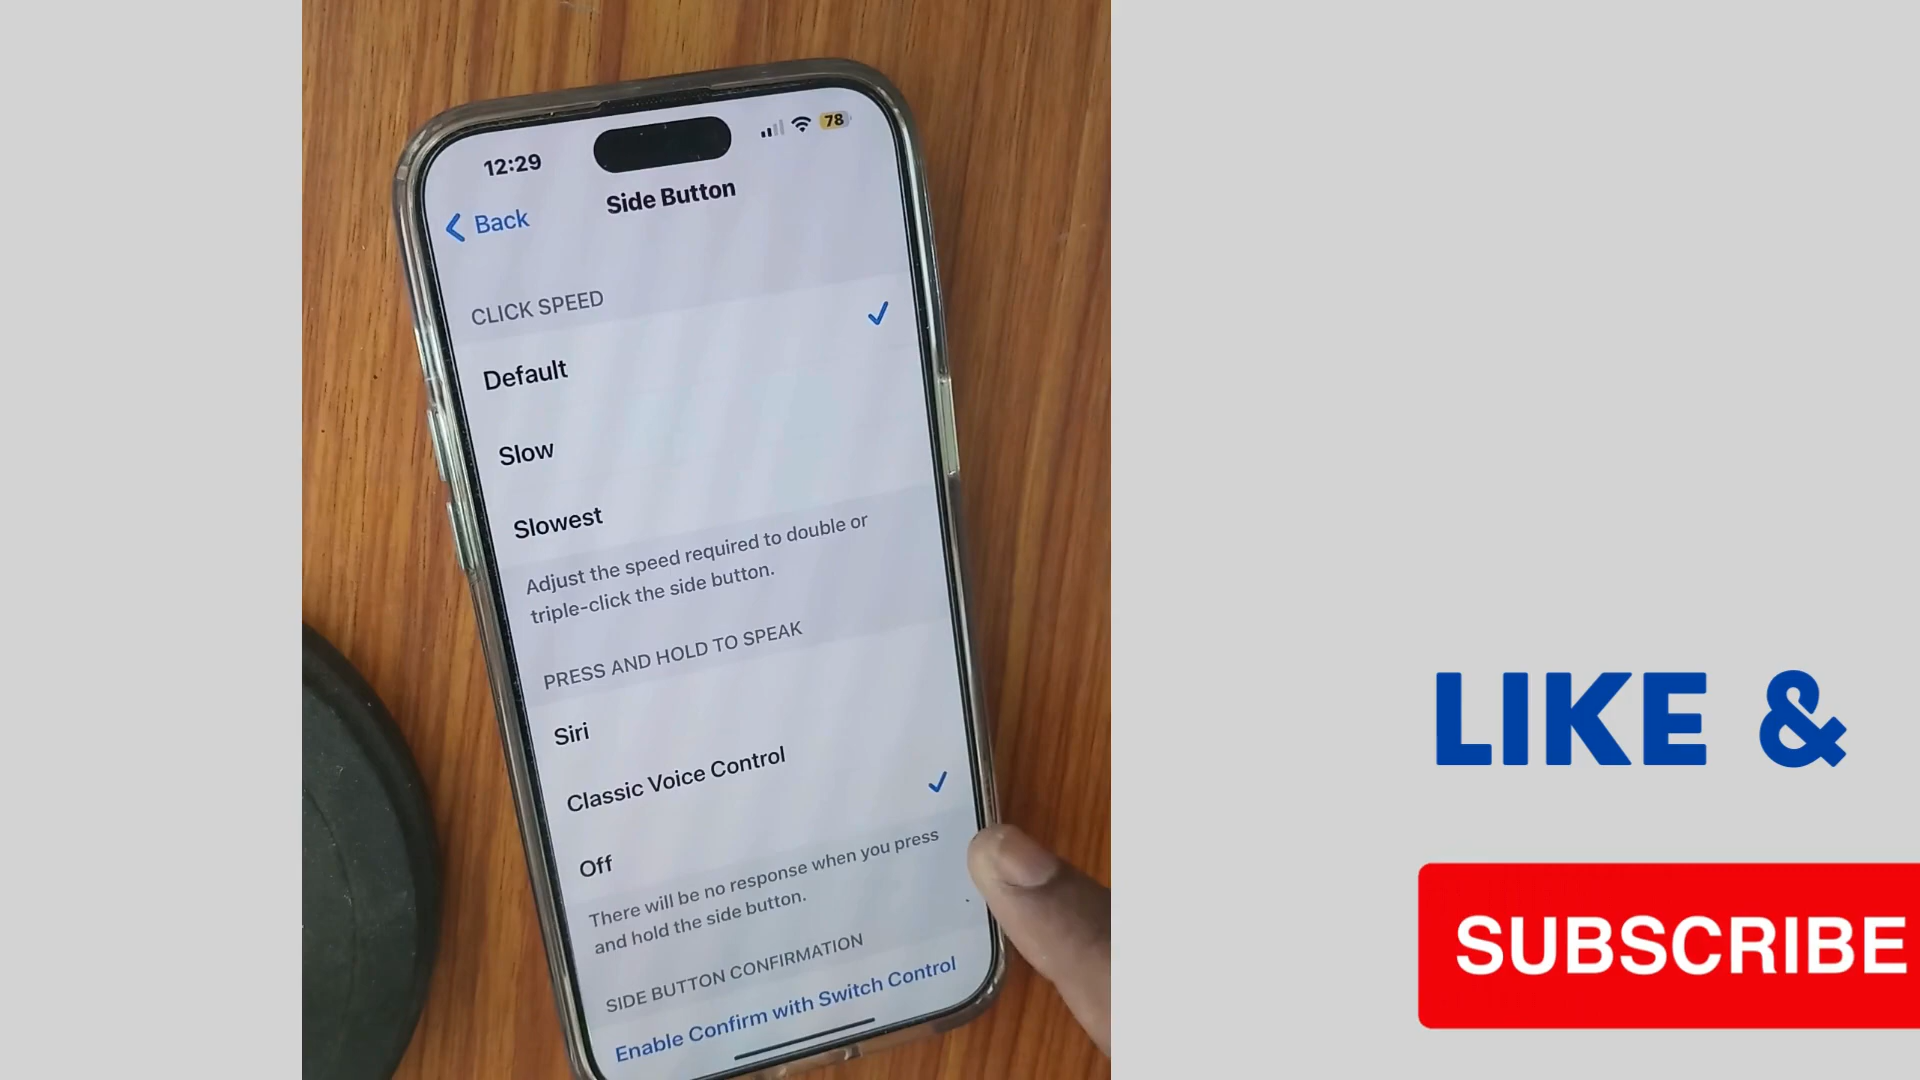 12:29
78
Back
Side Button
CLICK SPEED
Default
Slow
Slowest
Adjust the speed required to double or
triple-click the side button.
PRESS AND HOLD TO SPEAK
Siri
Classic Voice Control
Off
There will be no response when you press
and hold the side button.
SIDE BUTTON CONFIRMATION
Enable Confirm with Switch Control
LIKE &
SUBSCRIBE